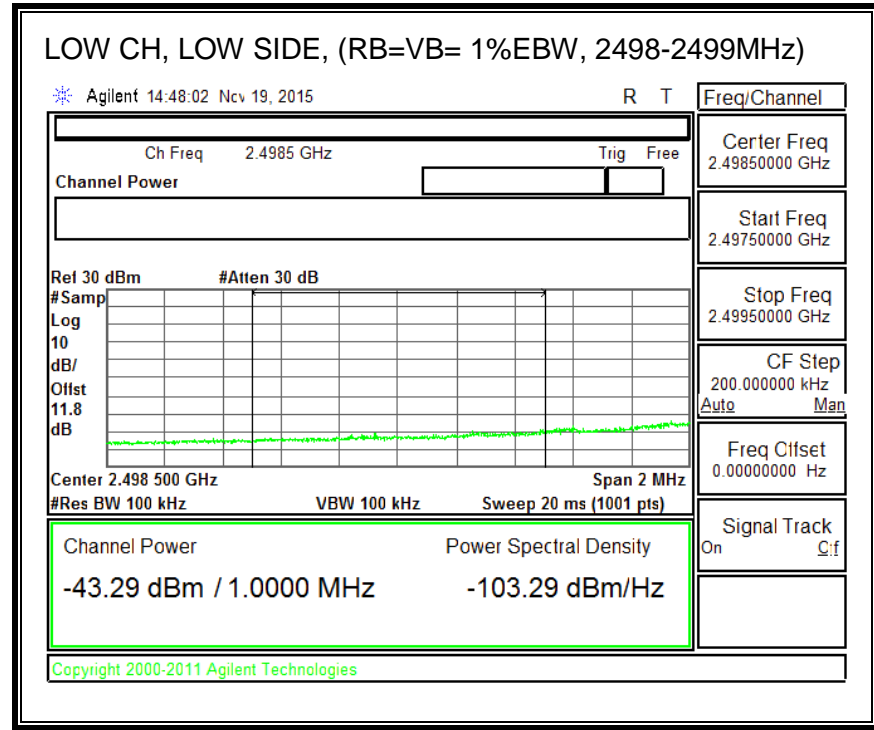 LOW CH, LOW SIDE, (RB=VB= 1%EBW, 2498-2499MHz)
Agilent 14:48:02 Nov 19, 2015 R T
Freq/Channel
Ch Freq 2.4985 GHz Trig Free
Channel Power
Center Freq
2.49850000 GHz
Start Freq
2.49750000 GHz
Stop Freq
2.49950000 GHz
CF Step
200.000000 kHz
Auto Man
Freq Offset
0.00000000 Hz
Signal Track
On Off
Ref 30 dBm #Atten 30 dB
#Samp
Log
10
dB/
Offst
11.8
dB
Center 2.498 500 GHz Span 2 MHz
#Res BW 100 kHz VBW 100 kHz Sweep 20 ms (1001 pts)
Channel Power Power Spectral Density
-43.29 dBm / 1.0000 MHz -103.29 dBm/Hz
Copyright 2000-2011 Agilent Technologies